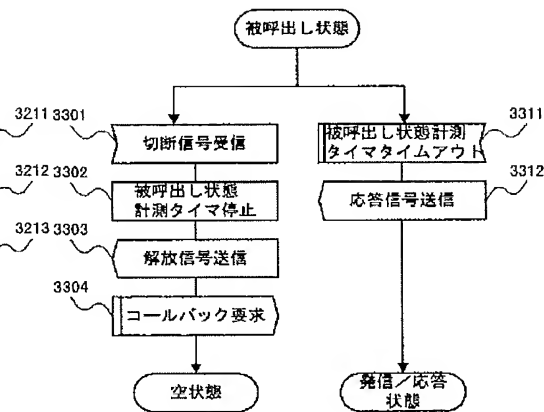 被呼出し状態
3211 3301
切断信号受信
3212 3302
被呼出し状態
計測タイマ停止
3213 3303
解放信号送信
3304
コールバック要求
空状態
3311
被呼出し状態計測
タイマタイムアウト
3312
応答信号送信
発信/応答
状態